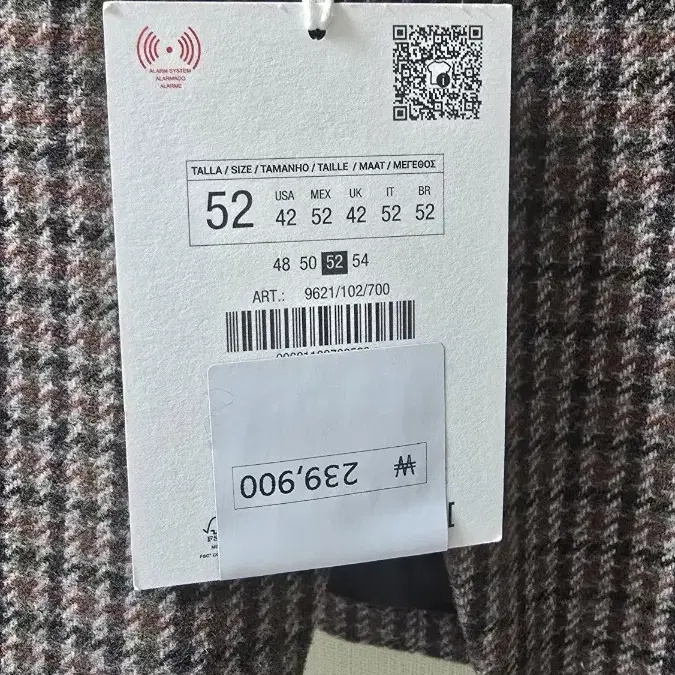 ALARM SYSTEM
ALARMADO
ALARME
TALLA / SIZE / TAMANHO / TAILLE / MAAT / ΜΕΓΕΘΟΣ
52
USA MEX UK IT BR
42 52 42 52 52
48 50 52 54
ART.: 9621/102/700
₩ 239,900